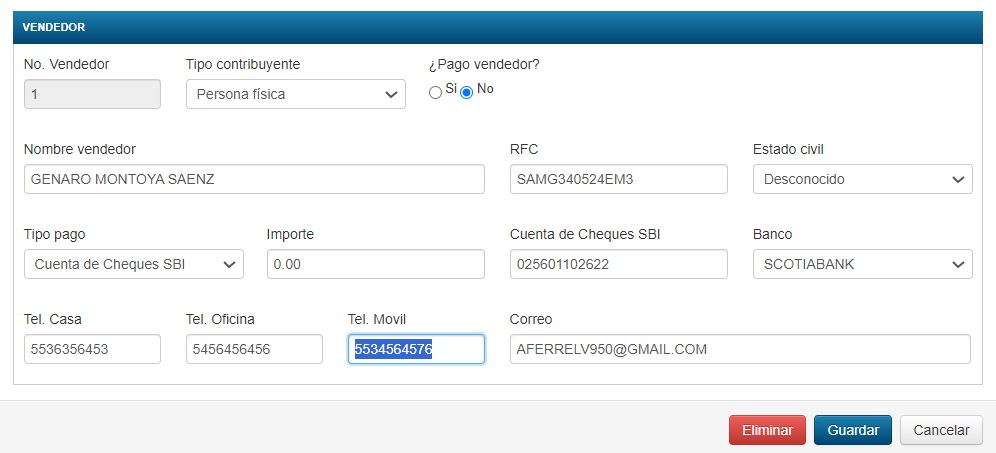 VENDEDOR
No. Vendedor Tipo contribuyente ¿Pago vendedor?
1 Persona física Si No
Nombre vendedor RFC Estado civil
GENARO MONTOYA SAENZ SAMG340524EM3 Desconocido
Tipo pago Importe Cuenta de Cheques SBI Banco
Cuenta de Cheques SBI 0.00 025601102622 SCOTIABANK
Tel. Casa Tel. Oficina Tel. Movil Correo
5536356453 5456456456 5534564576 AFERRELV950@GMAIL.COM
Eliminar Guardar Cancelar